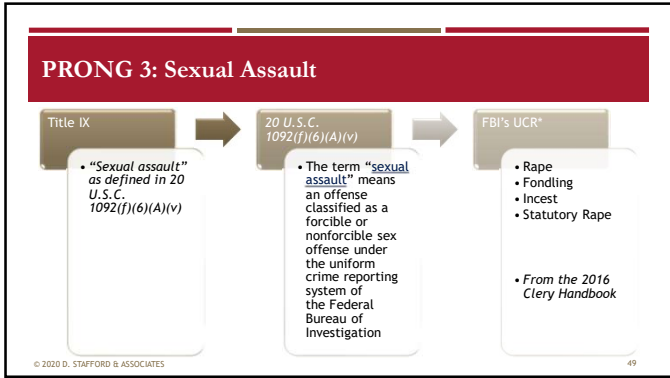 PRONG 3: Sexual Assault
Title IX
• “Sexual assault”
as defined in 20
U.S.C.
1092(f)(6)(A)(v)
20 U.S.C.
1092(f)(6)(A)(v)
• The term “sexual
assault” means
an offense
classified as a
forcible or
nonforcible sex
offense under
the uniform
crime reporting
system of
the Federal
Bureau of
Investigation
FBI’s UCR*
• Rape
• Fondling
• Incest
• Statutory Rape
• From the 2016
Clery Handbook
© 2020 D. STAFFORD & ASSOCIATES
49